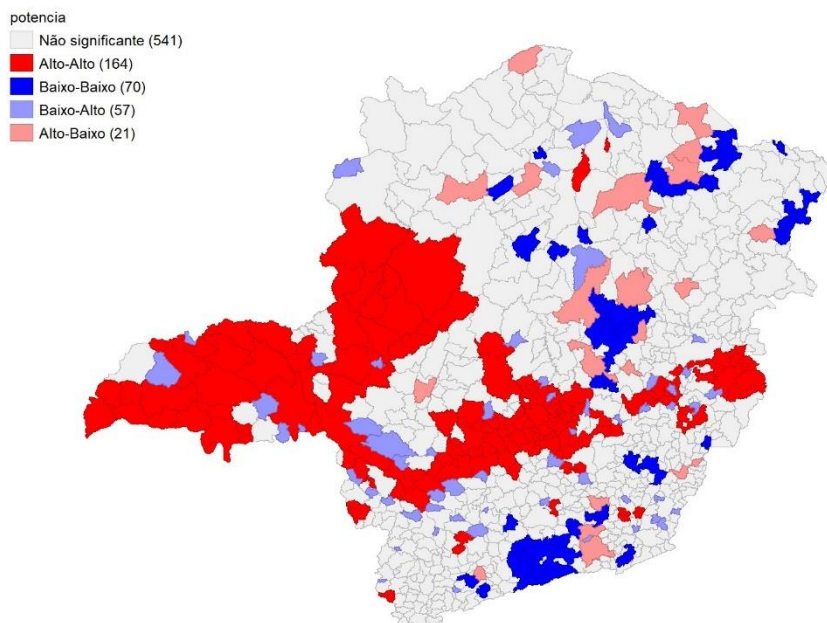 potencia
Não significante (541)
Alto-Alto (164)
Baixo-Baixo (70)
Baixo-Alto (57)
Alto-Baixo (21)